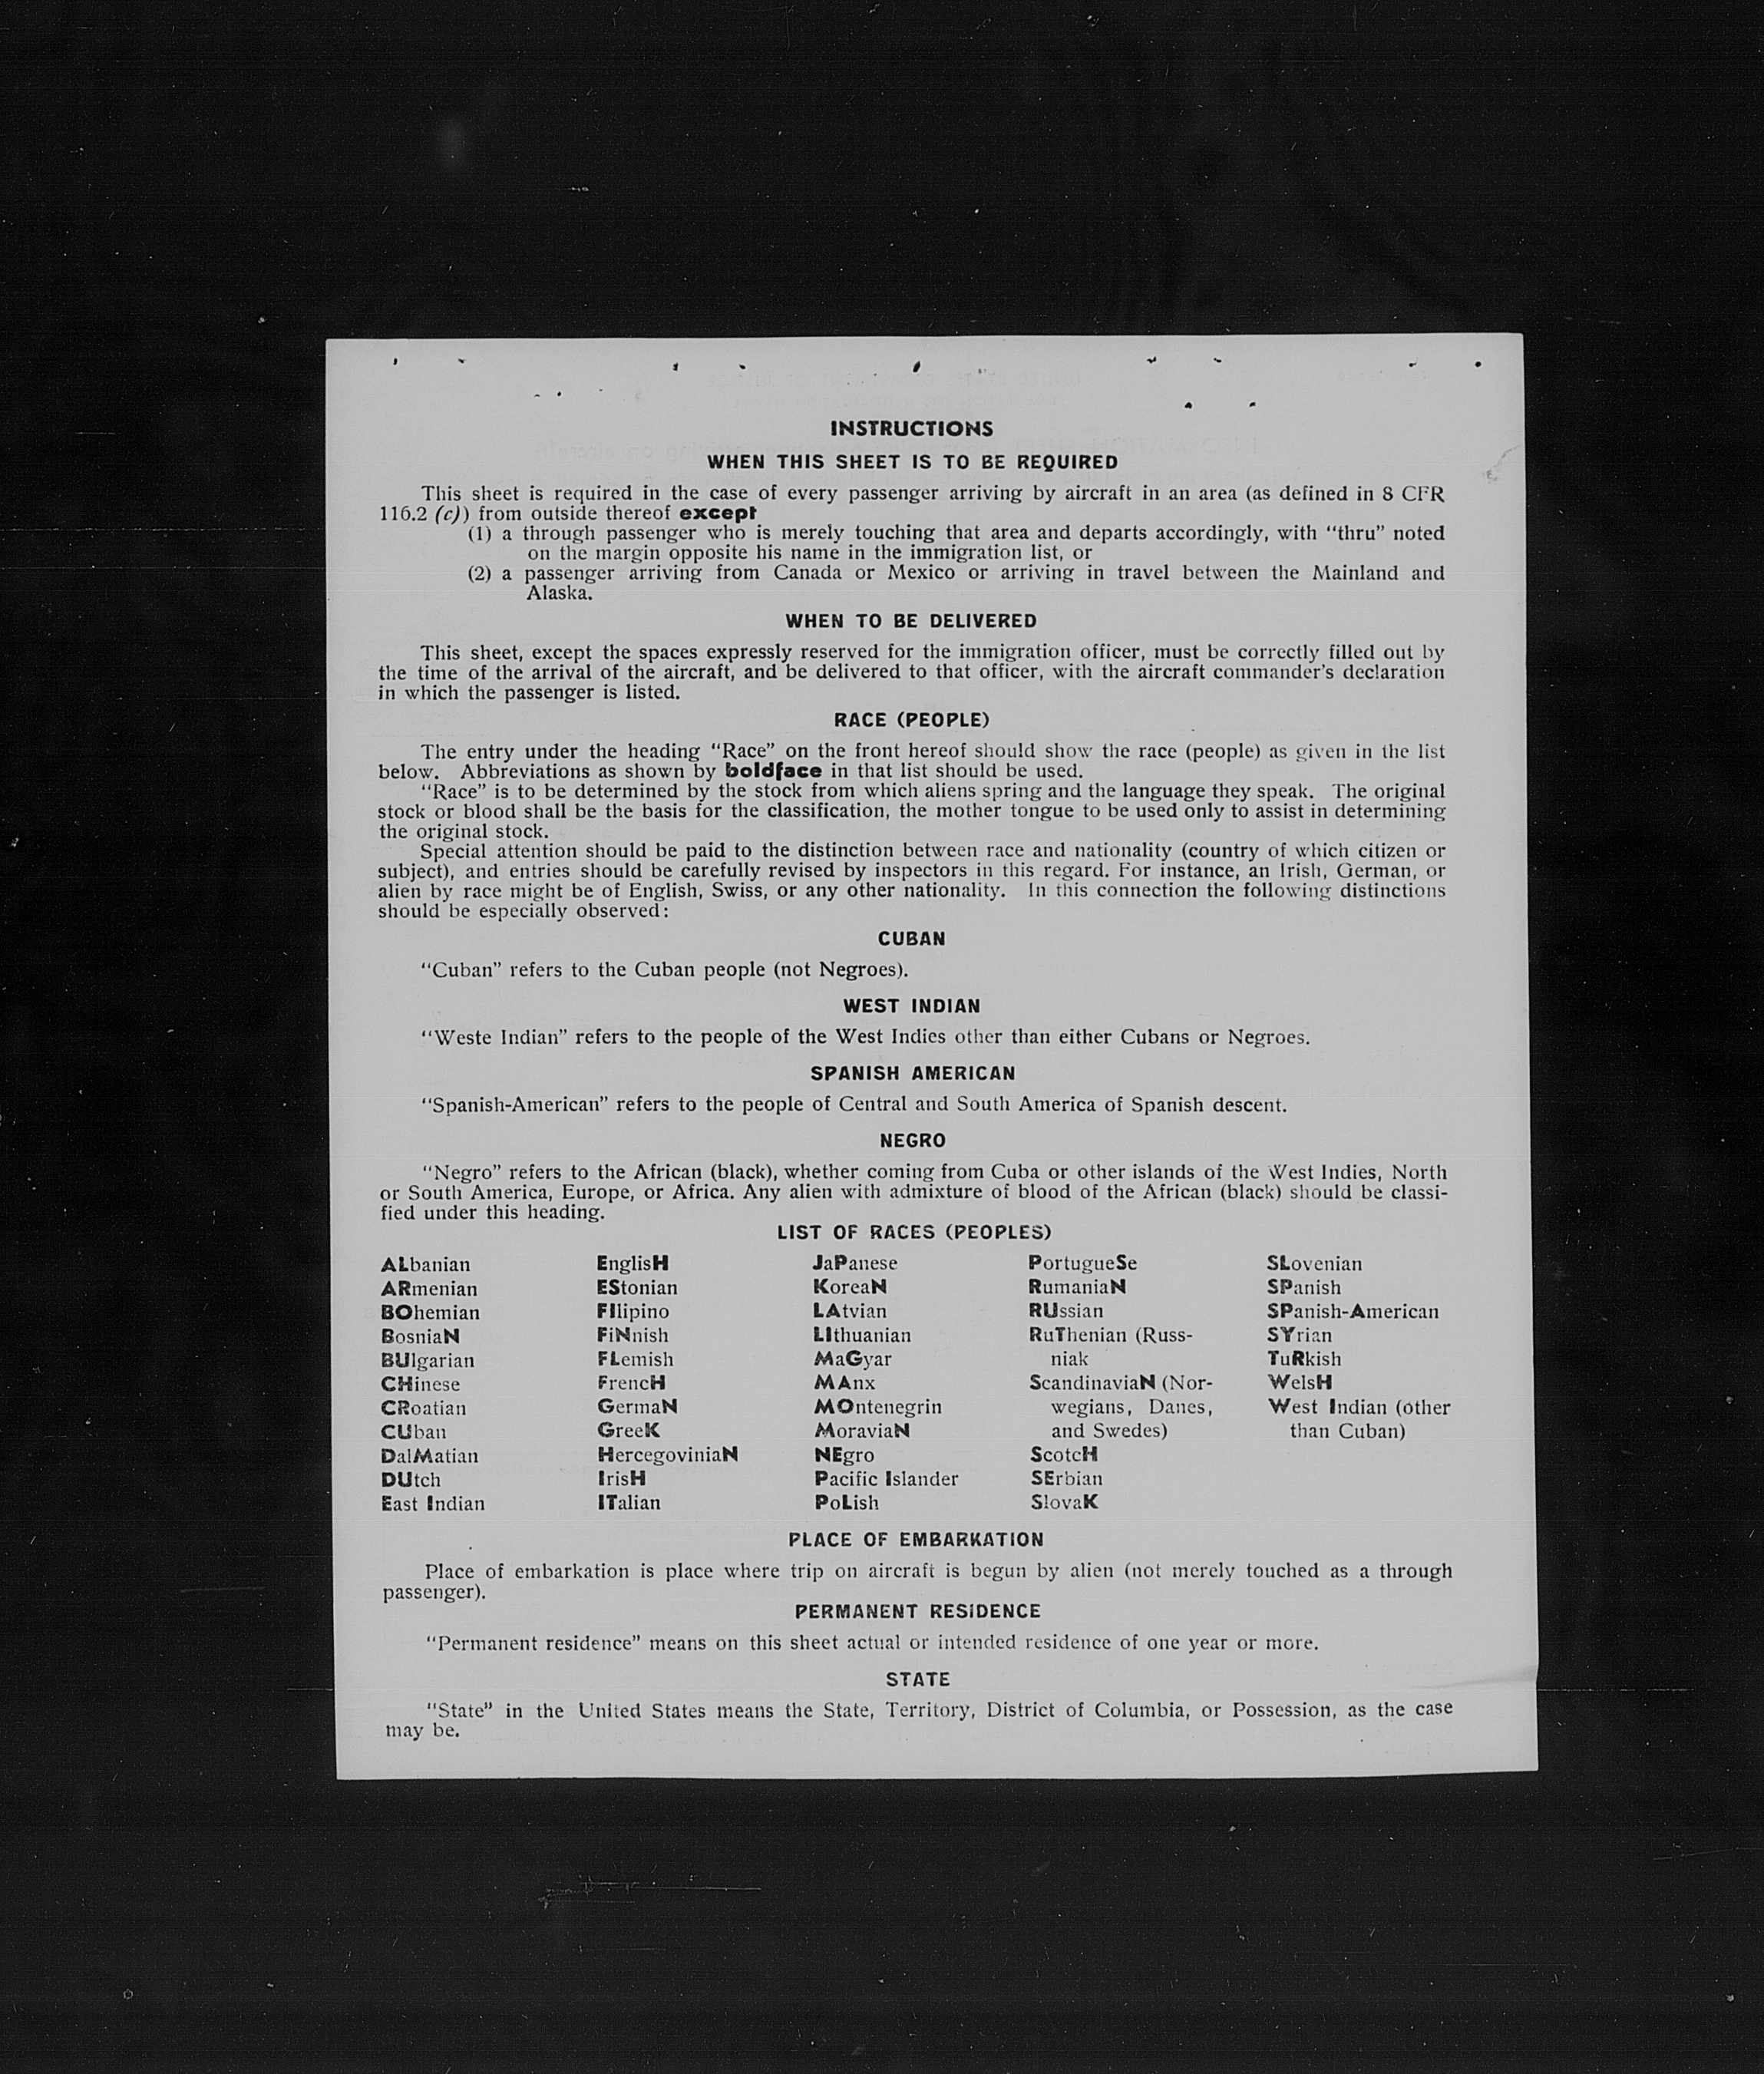 INSTRUCTIONS
WHEN THIS SHEET IS TO BE REQUIRED
This sheet is required in the case of every passenger arriving by aircraft in an area (as defined in 8 CFR
116.2 (c)) from outside thereof except
(1) a through passenger who is merely touching that area and departs accordingly, with "thru" noted
on the margin opposite his name in the immigration list, or
(2) a passenger arriving from Canada or Mexico or arriving in travel between the Mainland and
Alaska.
WHEN TO BE DELIVERED
This sheet, except the spaces expressly reserved for the immigration officer, must be correctly filled out by
the time of the arrival of the aircraft, and be delivered to that officer, with the aircraft commander's declaration
in which the passenger is listed.
RACE (PEOPLE)
The entry under the heading "Race" on the front hereof should show the race (people) as given in the list
below. Abbreviations as shown by boldface in that list should be used.
"Race" is to be determined by the stock from which aliens spring and the language they speak. The original
stock or blood shall be the basis for the classification, the mother tongue to be used only to assist in determining
the original stock.
Special attention should be paid to the distinction between race and nationality (country of which citizen or
subject), and entries should be carefully revised by inspectors in this regard. For instance, an Irish, German, or
alien by race might be of English, Swiss, or any other nationality. In this connection the following distinctions
should be especially observed:
CUBAN
"Cuban" refers to the Cuban people (not Negroes).
WEST INDIAN
"Weste Indian" refers to the people of the West Indies other than either Cubans or Negroes.
SPANISH AMERICAN
"Spanish-American" refers to the people of Central and South America of Spanish descent.
NEGRO
"Negro" refers to the African (black), whether coming from Cuba or other islands of the West Indies, North
or South America, Europe, or Africa. Any alien with admixture of blood of the African (black) should be classi-
fied under this heading.
LIST OF RACES (PEOPLES)
ALbanian
ARmenian
BOhemian
BosniaN
BUlgarian
CHinese
CRoatian
CUban
DalMatian
DUtch
East Indian
EnglisH
EStonian
FIlipino
FiNnish
FLemish
FrencH
GermaN
GreeK
HercegoviniaN
IrisH
ITalian
JaPanese
KoreaN
LAtvian
LIthuanian
MaGyar
MAnx
MOntenegrin
MoraviaN
NEgro
Pacific Islander
PoLish
PortugueSe
RumaniaN
RUssian
RuThenian (Russ-
niak
ScandinaviaN (Nor-
wegians, Danes,
and Swedes)
ScotcH
SErbian
SlovaK
SLovenian
SPanish
SPanish-American
SYrian
TuRkish
WelsH
West Indian (other
than Cuban)
PLACE OF EMBARKATION
Place of embarkation is place where trip on aircraft is begun by alien (not merely touched as a through
passenger).
PERMANENT RESIDENCE
"Permanent residence" means on this sheet actual or intended residence of one year or more.
STATE
"State" in the United States means the State, Territory, District of Columbia, or Possession, as the case
may be.